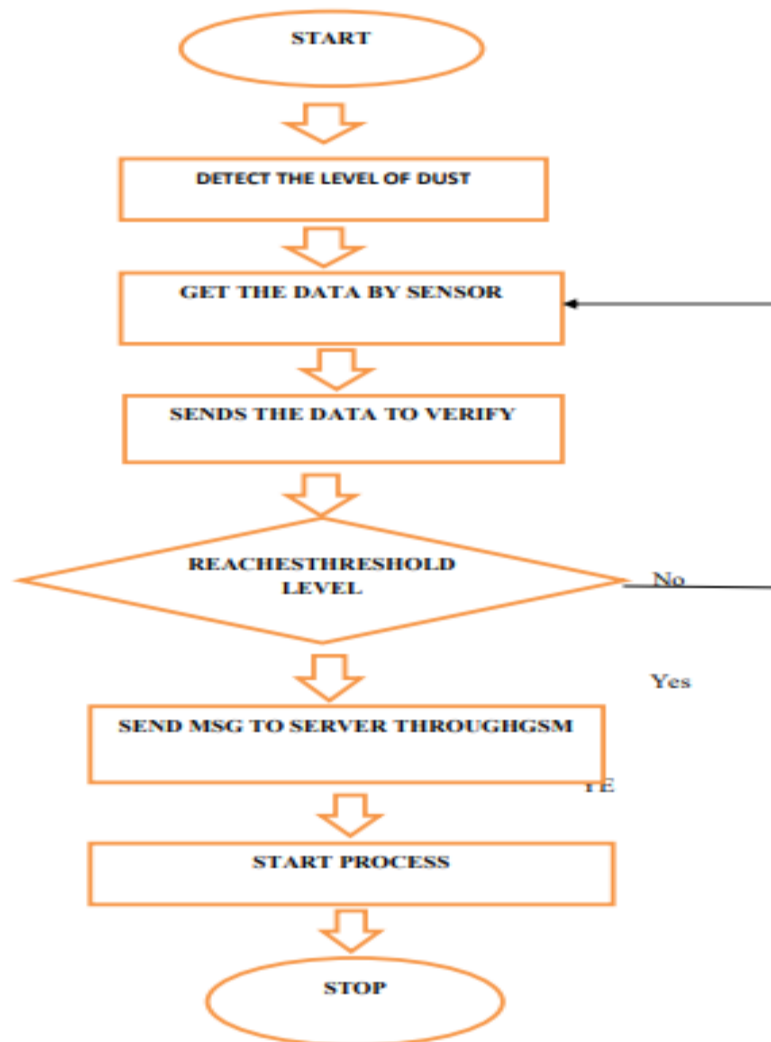 START
DETECT THE LEVEL OF DUST
GET THE DATA BY SENSOR
SENDS THE DATA TO VERIFY
REACHESTHRESHOLD
LEVEL
No
Yes
SEND MSG TO SERVER THROUGHGSM
YE
START PROCESS
STOP